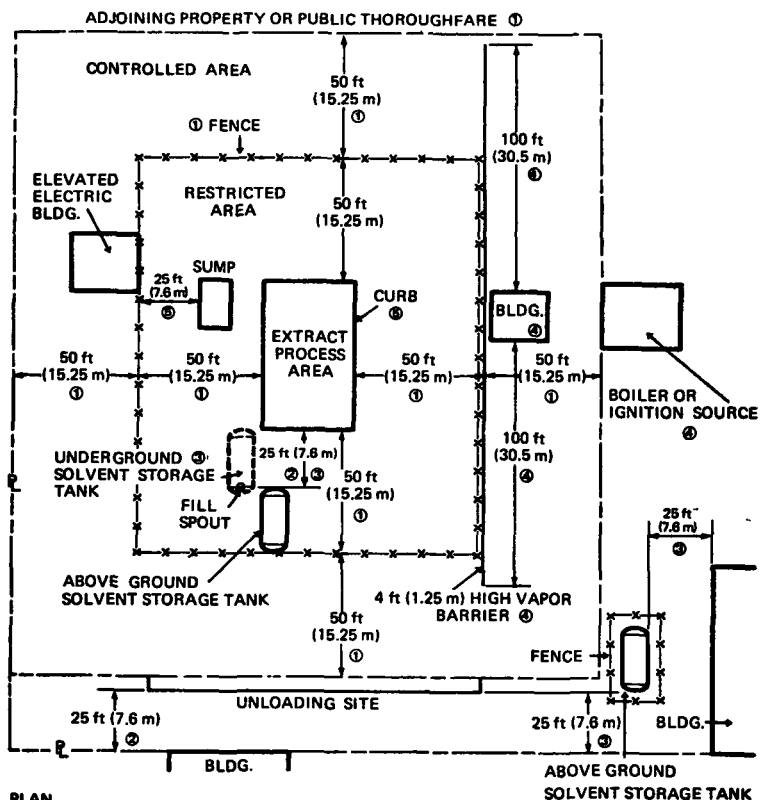 ADJOINING PROPERTY OR PUBLIC THOROUGHFARE ①
CONTROLLED AREA
50 ft
(15.25 m)
①
① FENCE
100 ft
(30.5 m)
④
ELEVATED
ELECTRIC
BLDG.
RESTRICTED
AREA
50 ft
(15.25 m)
SUMP
25 ft
(7.6 m)
⑤
CURB
⑤
EXTRACT
PROCESS
AREA
BLDG.
④
50 ft
(15.25 m)
①
50 ft
(15.25 m)
①
50 ft
(15.25 m)
①
50 ft
(15.25 m)
①
BOILER OR
IGNITION SOURCE
④
UNDERGROUND ③
SOLVENT STORAGE
TANK
25 ft (7.6 m)
② ③
100 ft
(30.5 m)
④
50 ft
(15.25 m)
①
FILL
SPOUT
PL
25 ft
(7.6 m)
③
ABOVE GROUND
SOLVENT STORAGE TANK
4 ft (1.25 m) HIGH VAPOR
BARRIER ④
50 ft
(15.25 m)
①
FENCE
UNLOADING SITE
25 ft (7.6 m)
②
25 ft (7.6 m)
③
BLDG.
PL
BLDG.
ABOVE GROUND
SOLVENT STORAGE TANK
PLAN